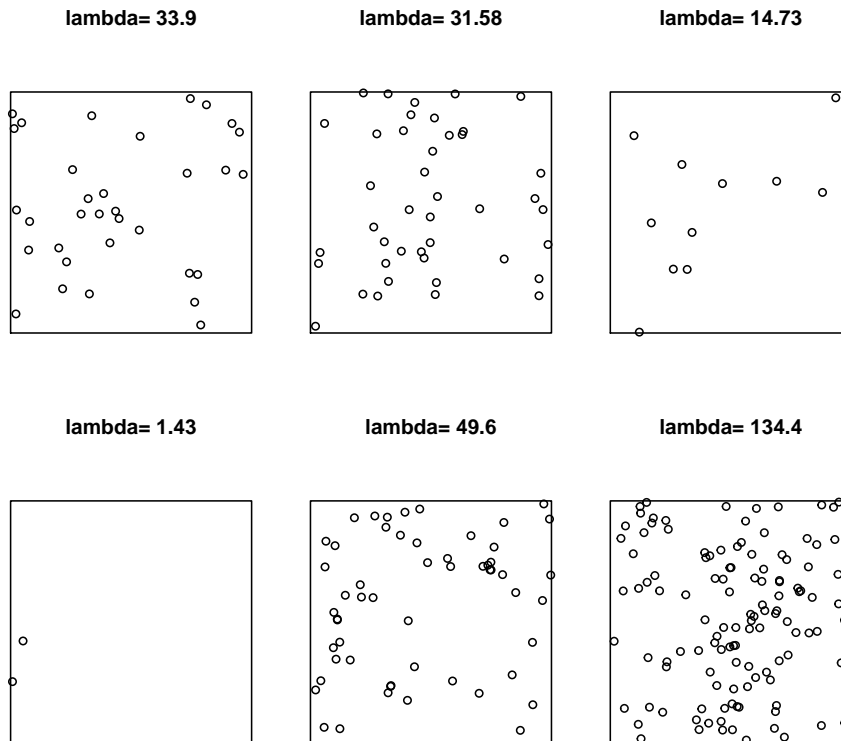 lambda= 33.9
lambda= 31.58
lambda= 14.73
lambda= 1.43
lambda= 49.6
lambda= 134.4